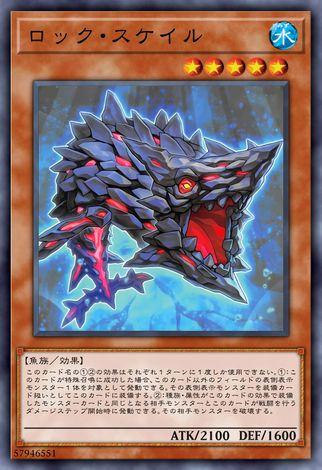 ロック・スケイル
水
【魚族／効果】
このカード名の①②の効果はそれぞれ１ターンに１度しか使用できない。①：こ
のカードが特殊召喚に成功した場合、このカード以外のフィールドの表側表示
モンスター１体を対象として発動できる。その表側表示モンスターを装備カー
ド扱いとしてこのカードに装備する。②：種族・属性がこのカードの効果で装備
したモンスターカードと同じとなる相手モンスターとこのカードが戦闘を行う
ダメージステップ開始時に発動できる。その相手モンスターを破壊する。
ATK/2100 DEF/1600
57946551